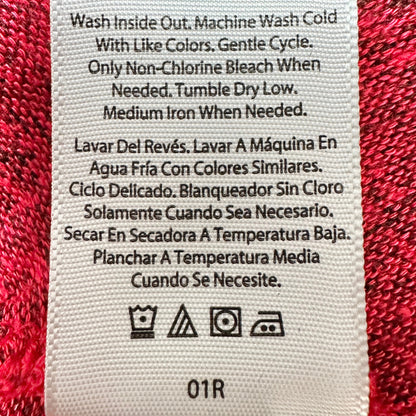 Wash Inside Out. Machine Wash Cold
With Like Colors. Gentle Cycle.
Only Non-Chlorine Bleach When
Needed. Tumble Dry Low.
Medium Iron When Needed.
Lavar Del Revés. Lavar A Máquina En
Agua Fría Con Colores Similares.
Ciclo Delicado. Blanqueador Sin Cloro
Solamente Cuando Sea Necesario.
Secar En Secadora A Temperatura Baja.
Planchar A Temperatura Media
Cuando Se Necesite.
01R